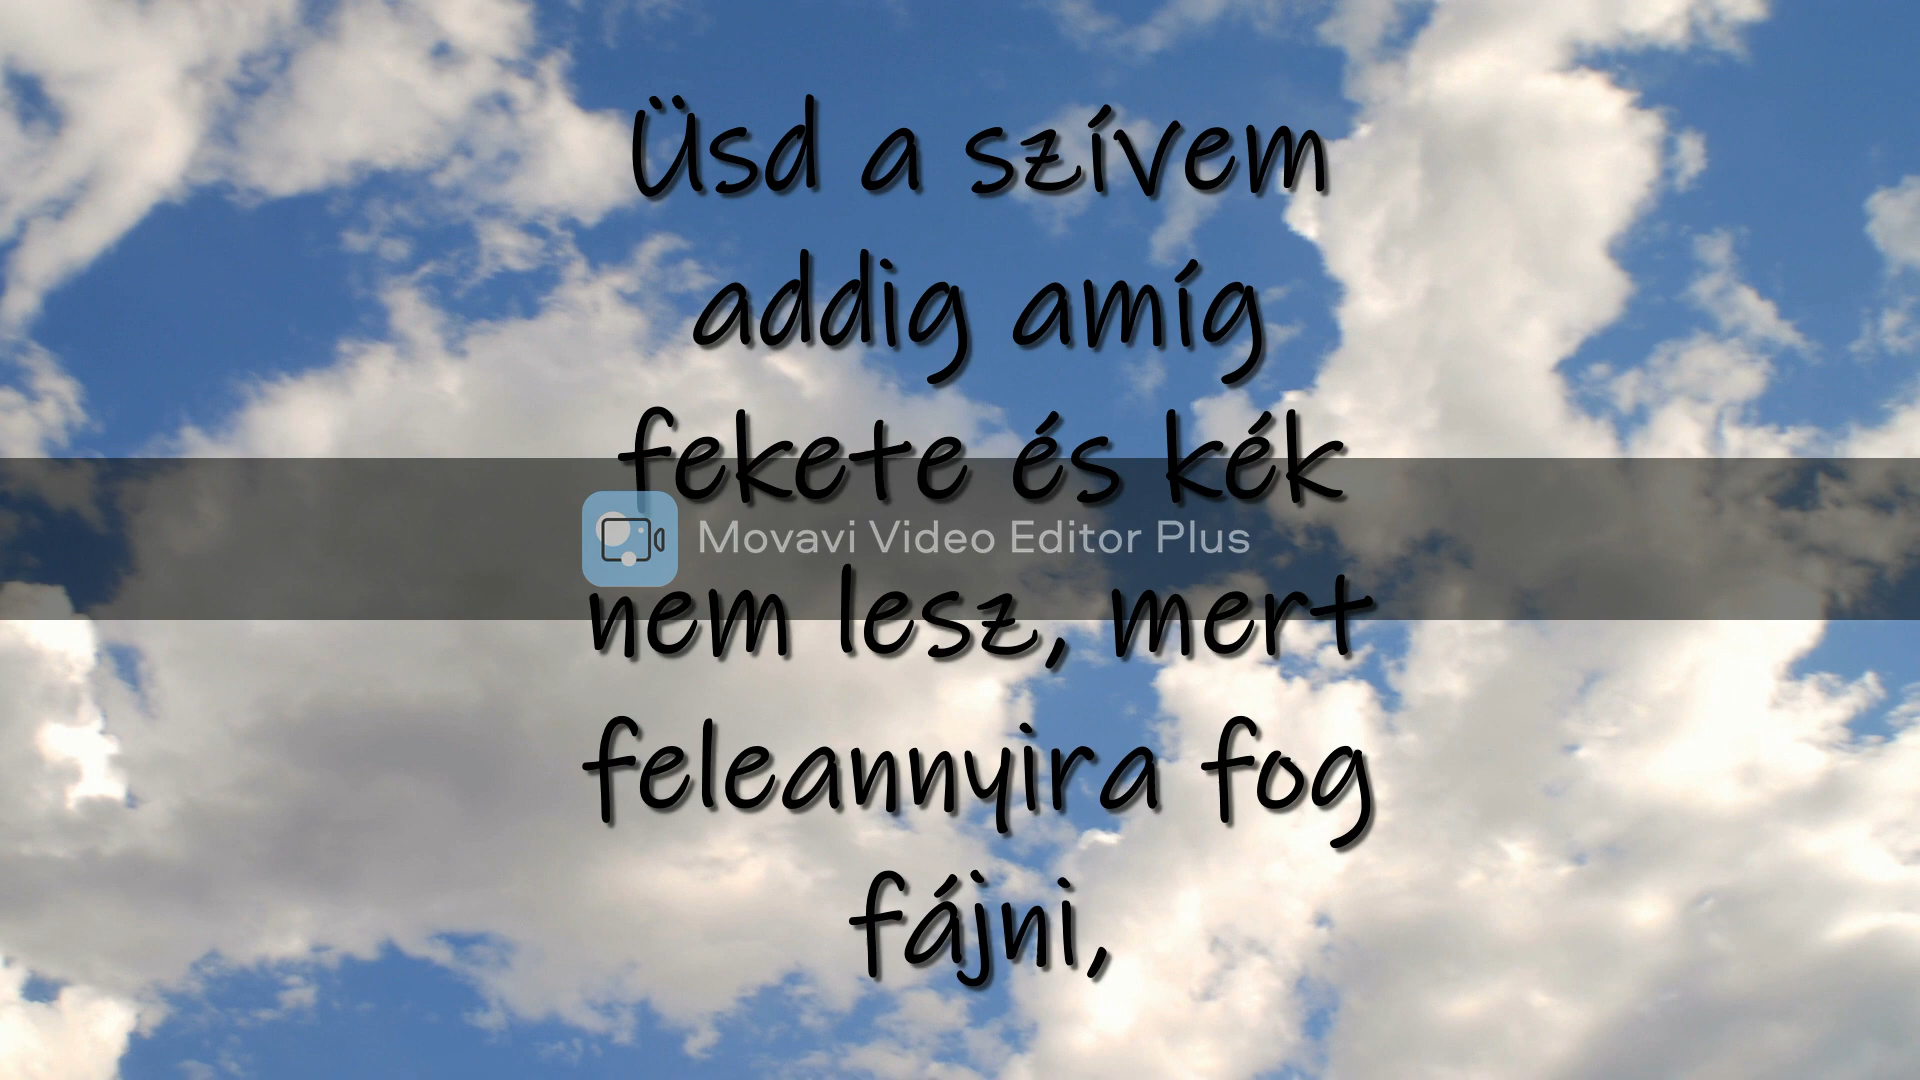 Üsd a szívem
addig amíg
fekete és kék
Movavi Video Editor Plus
nem lesz, mert
feleannyira fog
fájni,